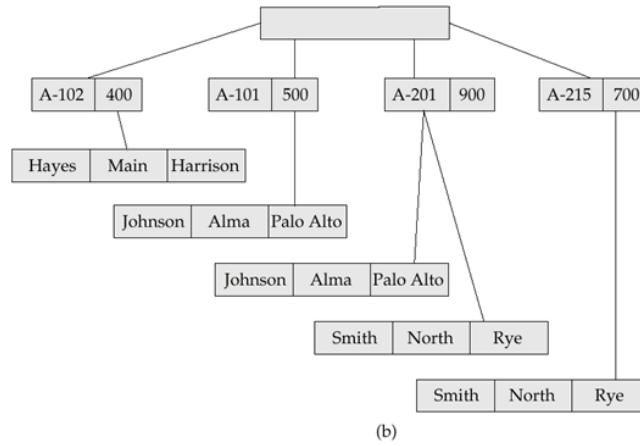 A-102 400 A-101 500 A-201 900 A-215 700
Hayes Main Harrison
Johnson Alma Palo Alto
Johnson Alma Palo Alto
Smith North Rye
Smith North Rye
(b)